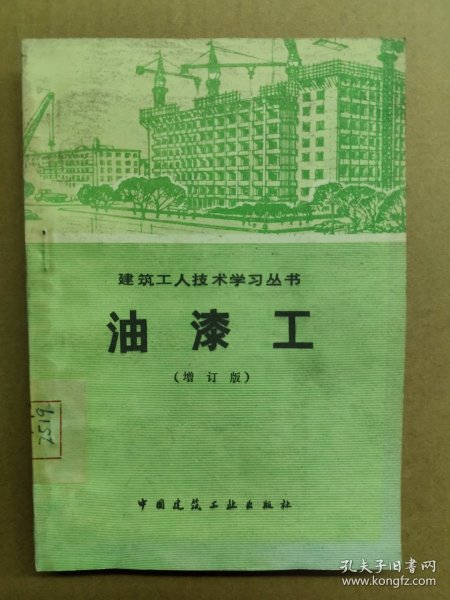 建筑工人技术学习丛书
油漆工
(增订版)
2519
中国建筑工业出版社
孔夫子旧书网
www.kongfz.com